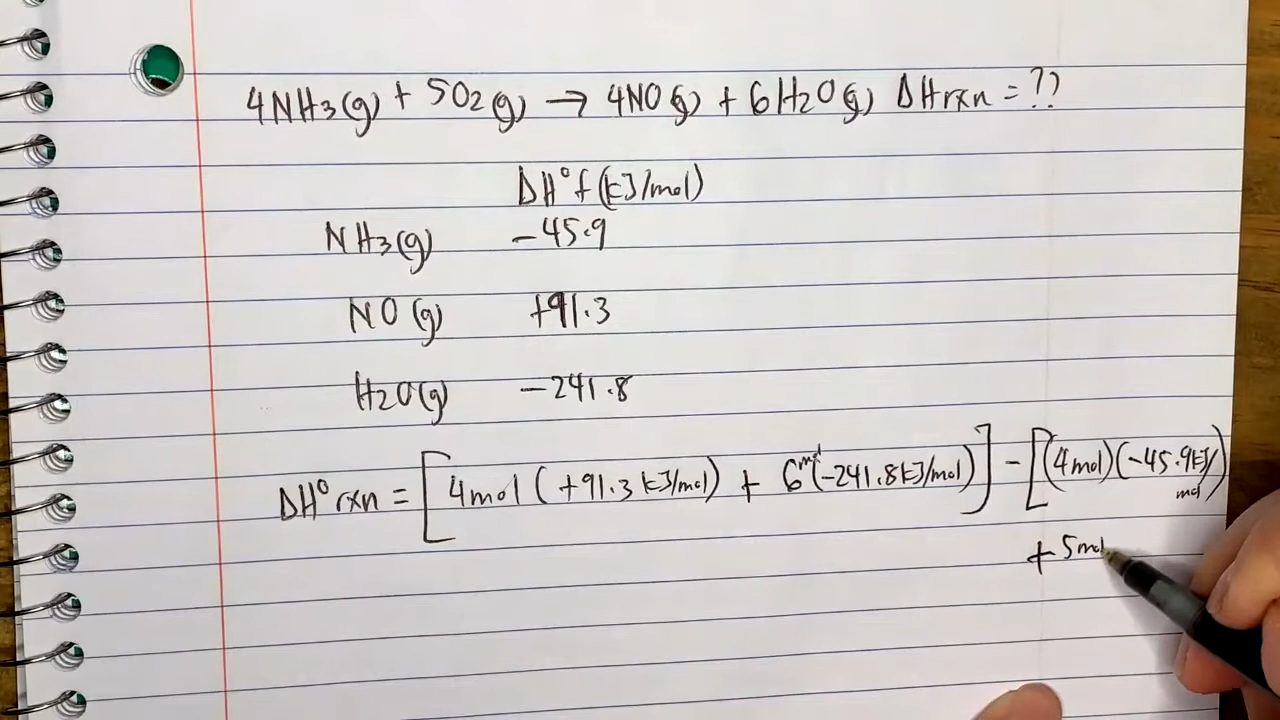 4NH3(g) + 5O2(g) → 4NO(g) + 6H2O(g) ΔHrxn = ??
ΔH°f (kJ/mol)
NH3(g) -45.9
NO(g) +91.3
H2O(g) -241.8
ΔH°rxn = [4mol (+91.3 kJ/mol) + 6mol(-241.8kJ/mol)] - [(4mol)(-45.9kJ/mol)
+ 5mol